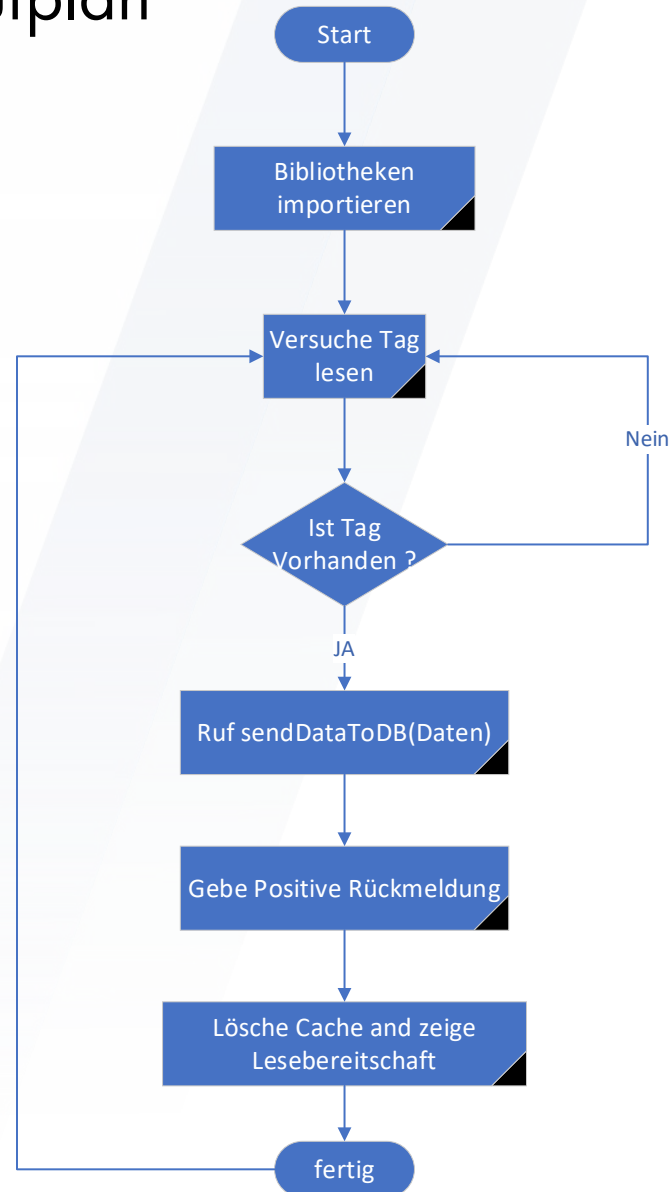 Start
Bibliotheken
importieren
Versuche Tag
lesen
Nein
Ist Tag
Vorhanden ?
JA
Ruf sendDataToDB(Daten)
Gebe Positive Rückmeldung
Lösche Cache and zeige
Lesebereitschaft
fertig